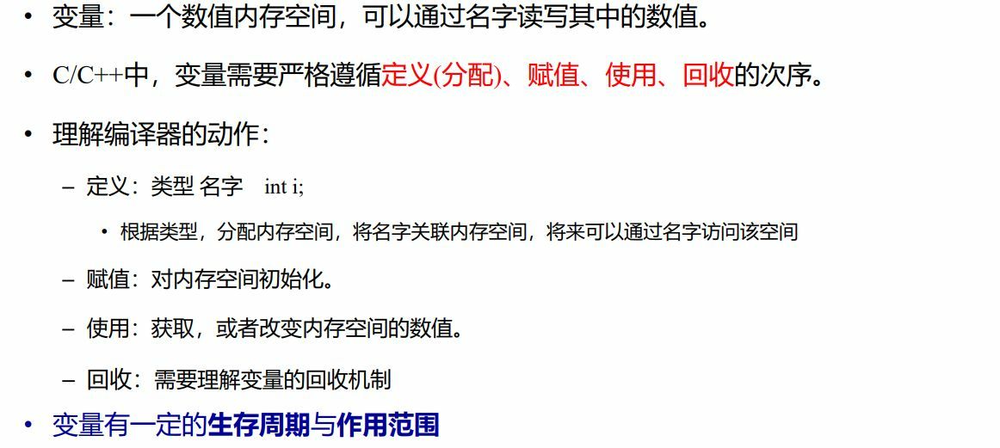 • 变量：一个数值内存空间，可以通过名字读写其中的数值。
• C/C++中，变量需要严格遵循定义(分配)、赋值、使用、回收的次序。
• 理解编译器的动作：
– 定义：类型 名字 int i;
• 根据类型，分配内存空间，将名字关联内存空间，将来可以通过名字访问该空间
– 赋值：对内存空间初始化。
– 使用：获取，或者改变内存空间的数值。
– 回收：需要理解变量的回收机制
• 变量有一定的生存周期与作用范围